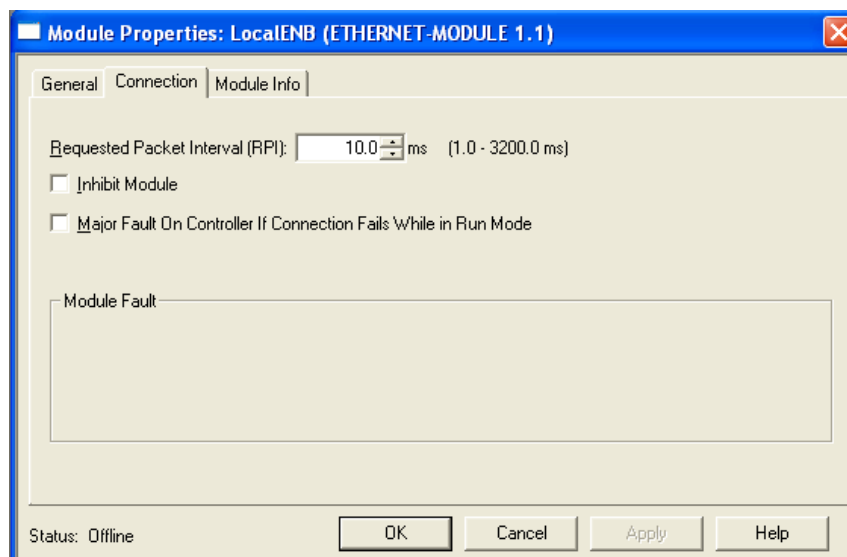 Module Properties: LocalENB (ETHERNET-MODULE 1.1)
General Connection Module Info
Requested Packet Interval (RPI): 10.0 ms (1.0 - 3200.0 ms)
Inhibit Module
Major Fault On Controller If Connection Fails While in Run Mode
Module Fault
Status: Offline OK Cancel Apply Help